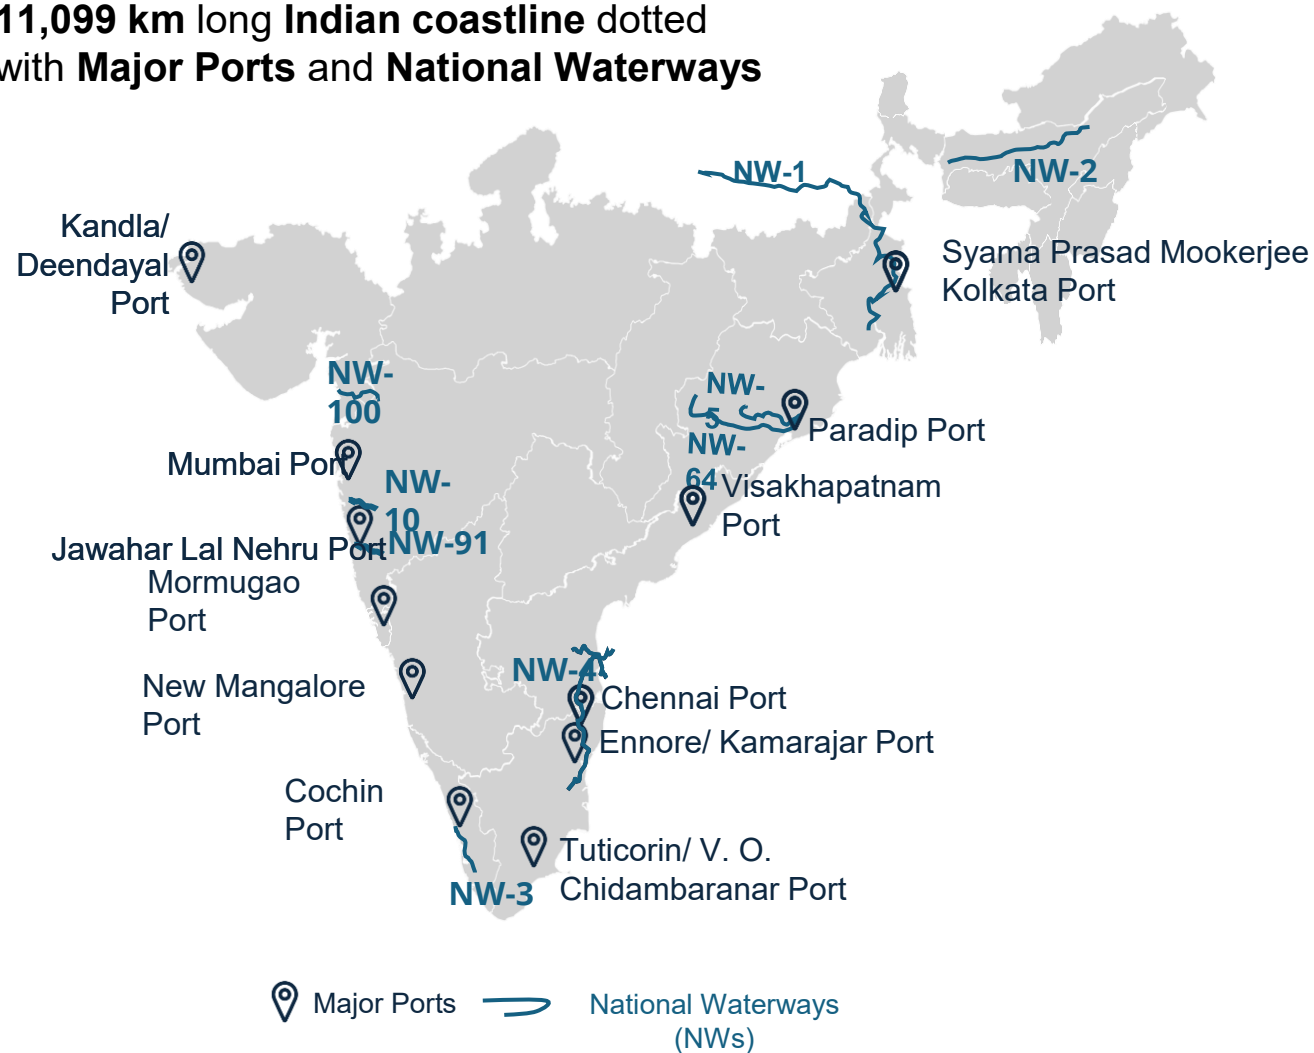 11,099 km long Indian coastline dotted
with Major Ports and National Waterways
NW-1
NW-2
Kandla/
Deendayal
Port
Syama Prasad Mookerjee
Kolkata Port
NW-
100
NW-
5
Paradip Port
NW-
64
Mumbai Port
Visakhapatnam
Port
NW-
10
NW-91
Jawahar Lal Nehru Port
Mormugao
Port
NW-4
New Mangalore
Port
Chennai Port
Ennore/ Kamarajar Port
Cochin
Port
Tuticorin/ V. O.
Chidambaranar Port
NW-3
Major Ports
National Waterways
(NWs)